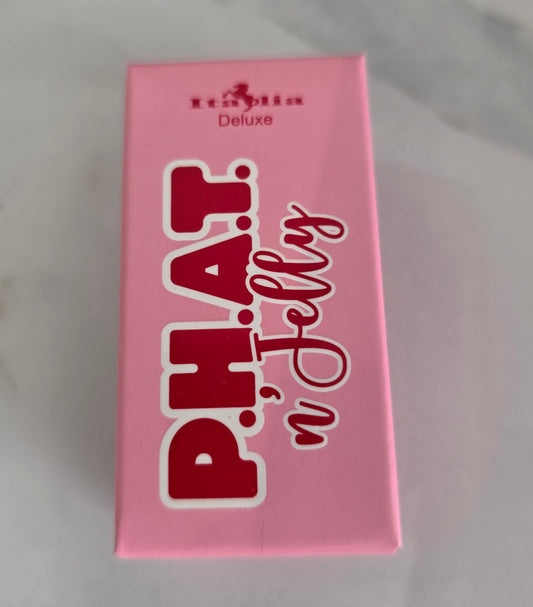 Italia
Deluxe
P.H.A.T.
'n Jelly